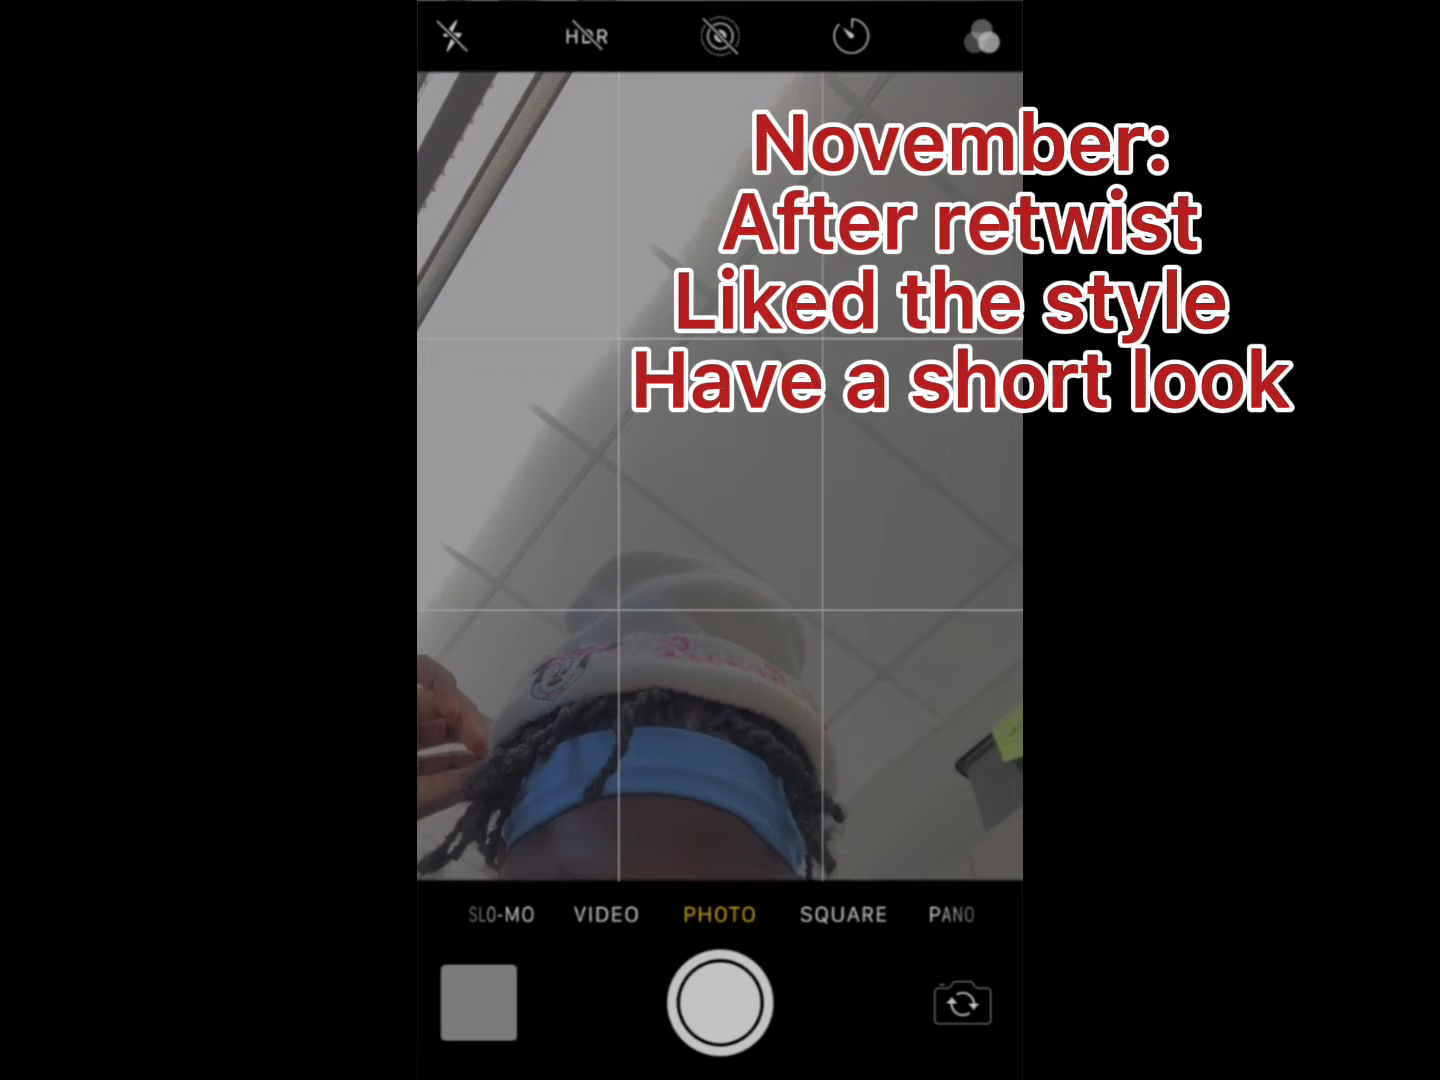 HDR
November:
After retwist
Liked the style
Have a short look
SLO-MO VIDEO PHOTO SQUARE PANO